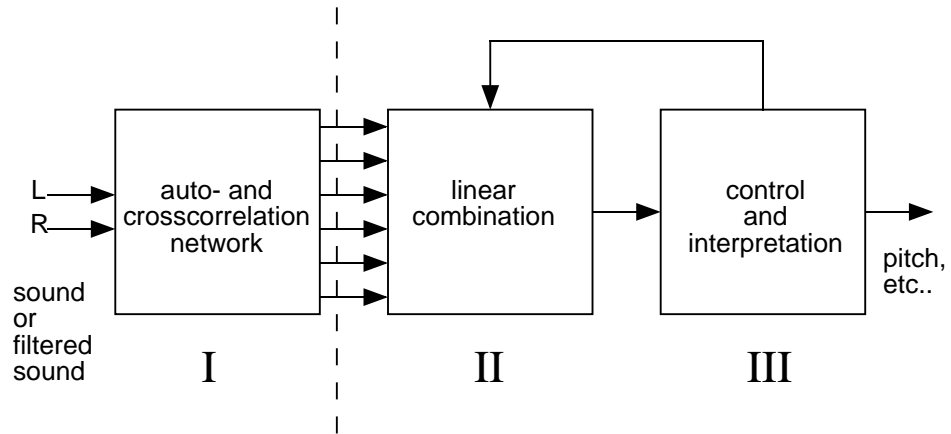 L
R
sound
or
filtered
sound
auto- and
crosscorrelation
network
I
linear
combination
II
control
and
interpretation
III
pitch,
etc..